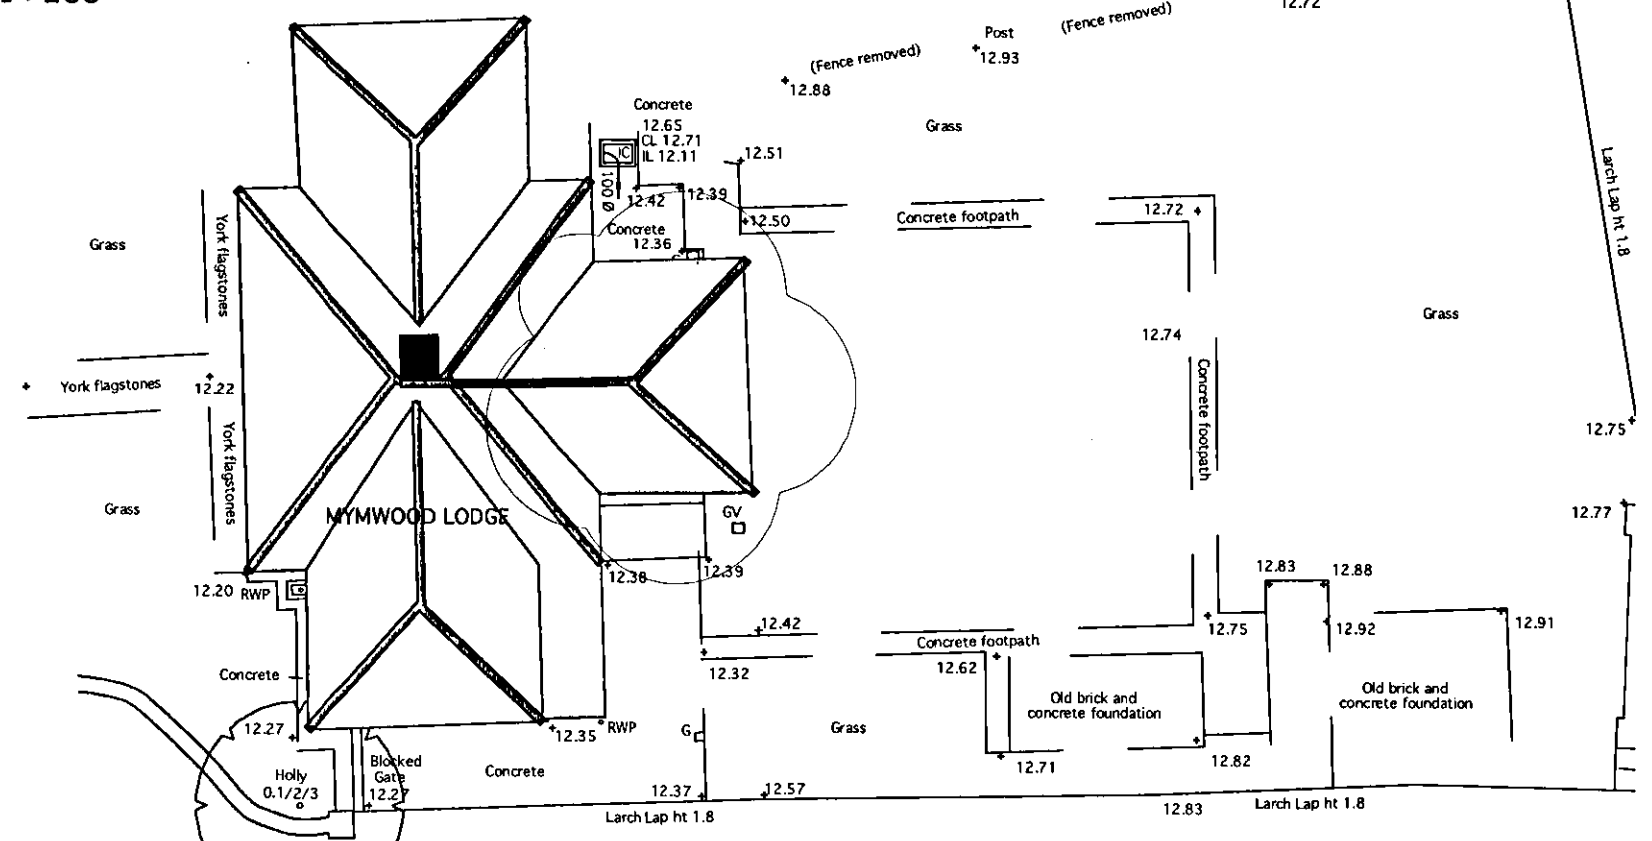 12.72
(Fence removed)
Post
12.93
(Fence removed)
12.88
Concrete
12.65
CL 12.71
IC
IL 12.11
Grass
12.51
Larch Lap ht 1.8
100 Ø
12.42
12.39
12.50
Concrete footpath
12.72
Concrete
12.36
Grass
York flagstones
Grass
12.74
York flagstones
12.22
Concrete footpath
12.75
York flagstones
Grass
MYMWOOD LODGE
GV
12.77
12.20
RWP
12.38
12.39
12.83
12.88
12.42
12.75
12.92
12.91
Concrete footpath
12.62
12.32
Concrete
Old brick and
concrete foundation
Old brick and
concrete foundation
12.27
12.35
RWP
G
Grass
12.71
12.82
Blocked
Gate
12.27
Holly
0.1/2/3
Concrete
12.37
12.57
Larch Lap ht 1.8
12.83
Larch Lap ht 1.8